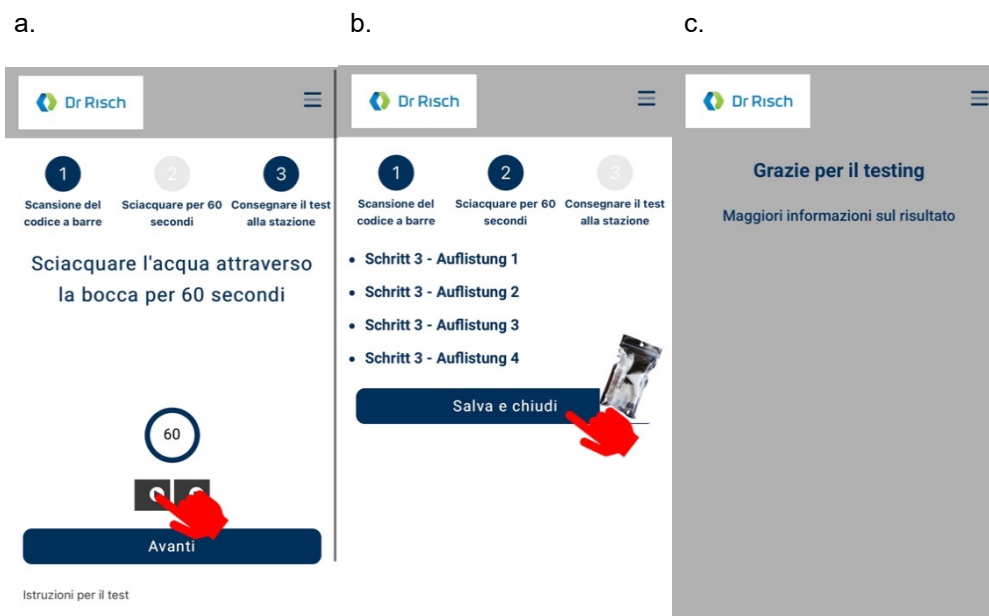 a.
b.
c.
Dr Risch
1
2
3
Scansione del
codice a barre
Sciacquare per 60
secondi
Consegnare il test
alla stazione
Sciacquare l'acqua attraverso
la bocca per 60 secondi
60
Avanti
Istruzioni per il test
Dr Risch
1
2
3
Scansione del
codice a barre
Sciacquare per 60
secondi
Consegnare il test
alla stazione
• Schritt 3 - Auflistung 1
• Schritt 3 - Auflistung 2
• Schritt 3 - Auflistung 3
• Schritt 3 - Auflistung 4
Salva e chiudi
Dr Risch
Grazie per il testing
Maggiori informazioni sul risultato